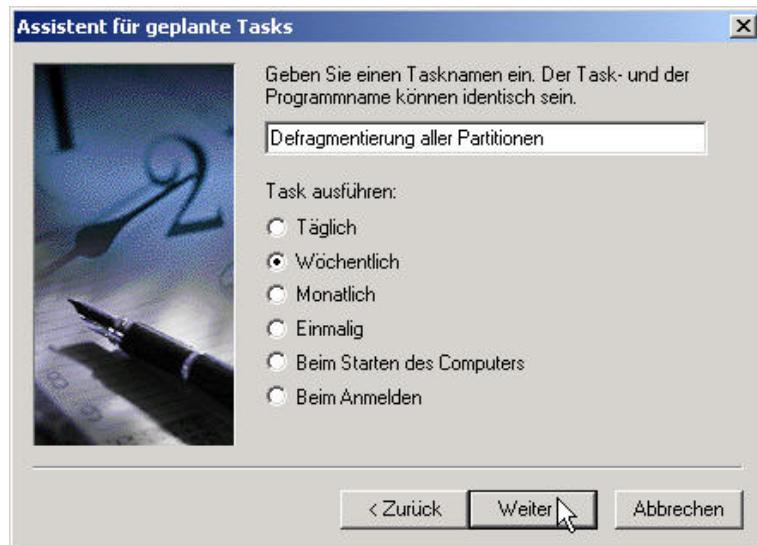 Assistent für geplante Tasks
Geben Sie einen Tasknamen ein. Der Task- und der
Programmname können identisch sein.
Defragmentierung aller Partitionen
Task ausführen:
Täglich
Wöchentlich
Monatlich
Einmalig
Beim Starten des Computers
Beim Anmelden
< Zurück
Weiter >
Abbrechen